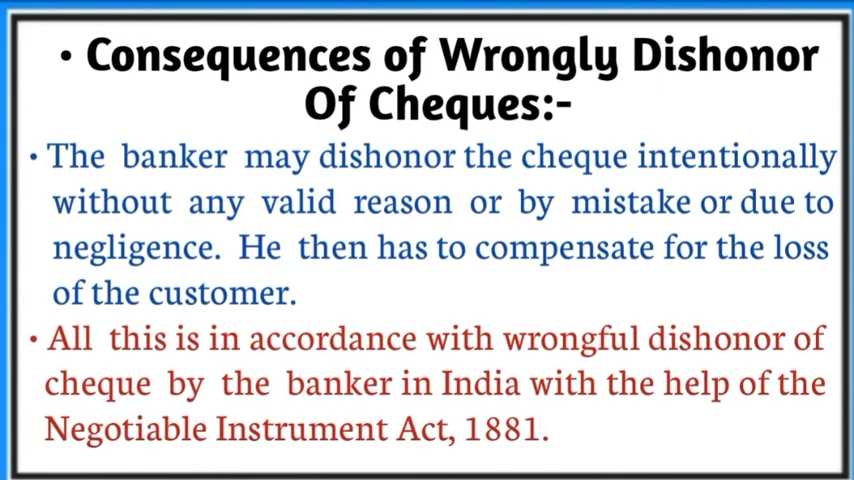 • Consequences of Wrongly Dishonor
Of Cheques:-
• The banker may dishonor the cheque intentionally
without any valid reason or by mistake or due to
negligence. He then has to compensate for the loss
of the customer.
• All this is in accordance with wrongful dishonor of
cheque by the banker in India with the help of the
Negotiable Instrument Act, 1881.